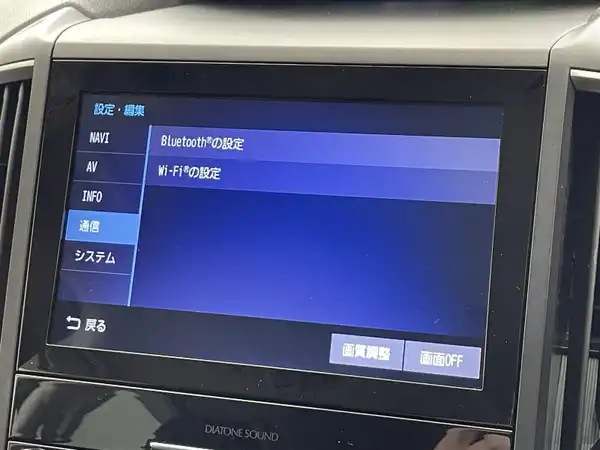 設定・編集
NAVI
AV
INFO
通信
システム
Bluetooth®の設定
Wi-Fi®の設定
戻る
画質調整
画面OFF
DIATONE SOUND